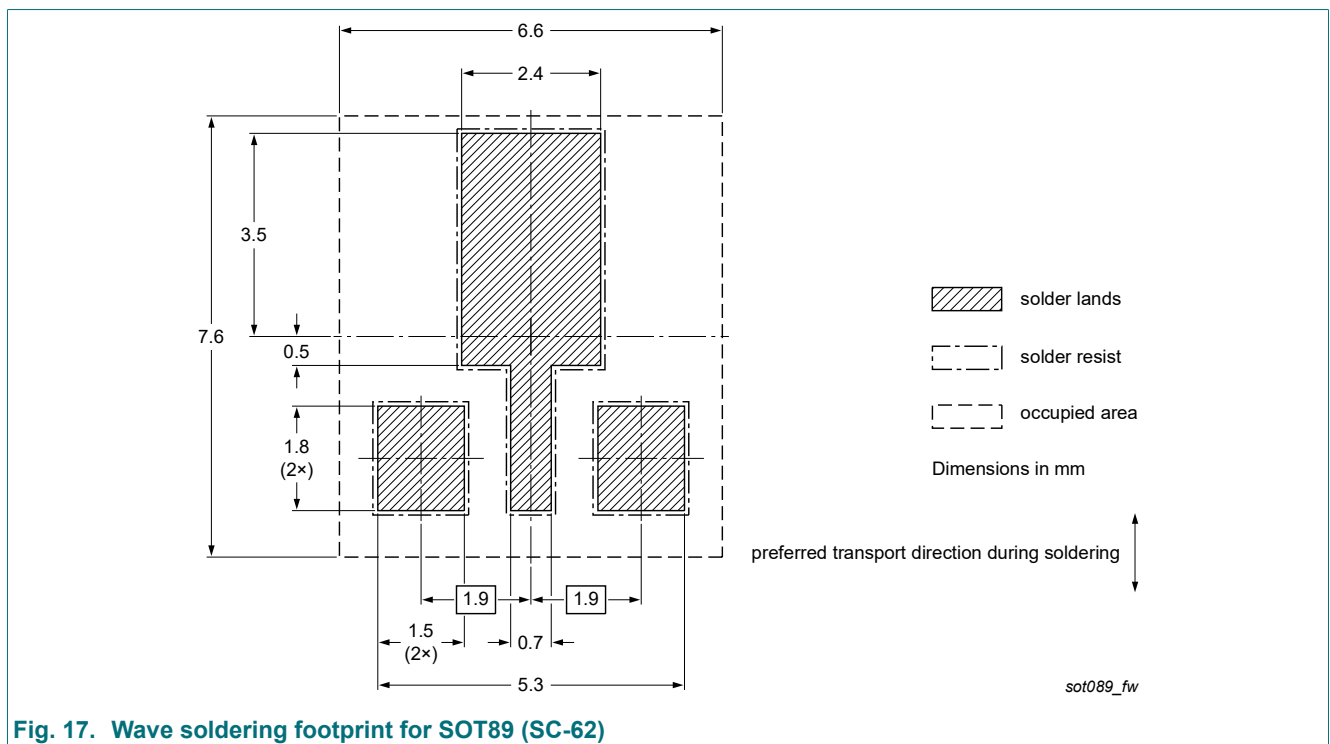 6.6
2.4
3.5
7.6
0.5
1.8
(2×)
solder lands
solder resist
occupied area
Dimensions in mm
preferred transport direction during soldering
1.9
1.9
1.5
(2×)
0.7
5.3
sot089_fw
Fig. 17. Wave soldering footprint for SOT89 (SC-62)